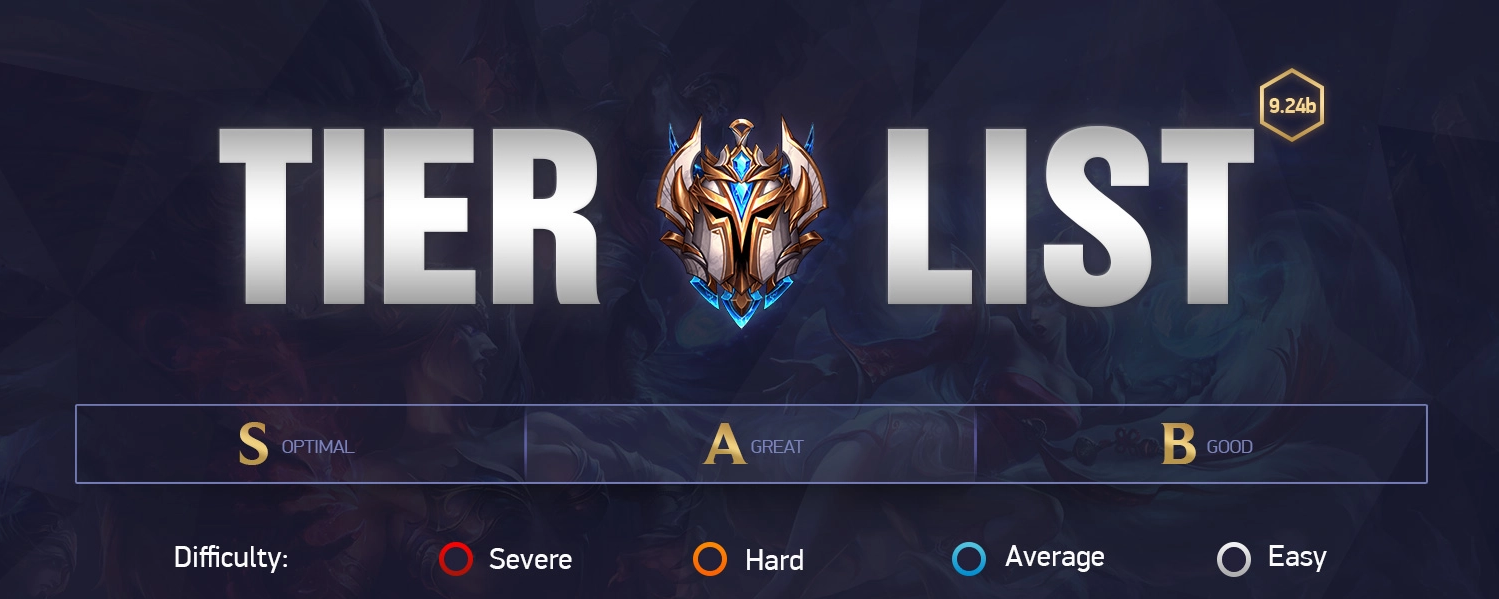 9.24b
TIER LIST
S OPTIMAL A GREAT B GOOD
Difficulty: Severe Hard Average Easy